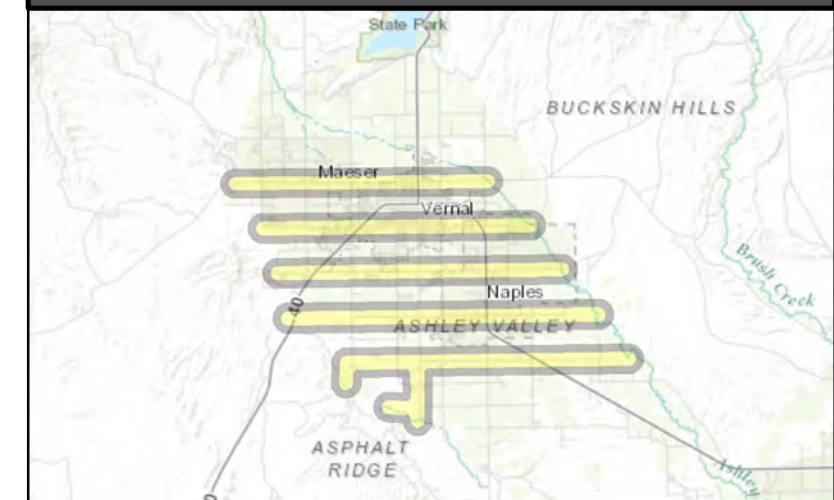 State Park
BUCKSKIN HILLS
Maeser
Vernal
Brush Creek
Naples
40
ASHLEY VALLEY
ASPHALT
RIDGE
Ashley